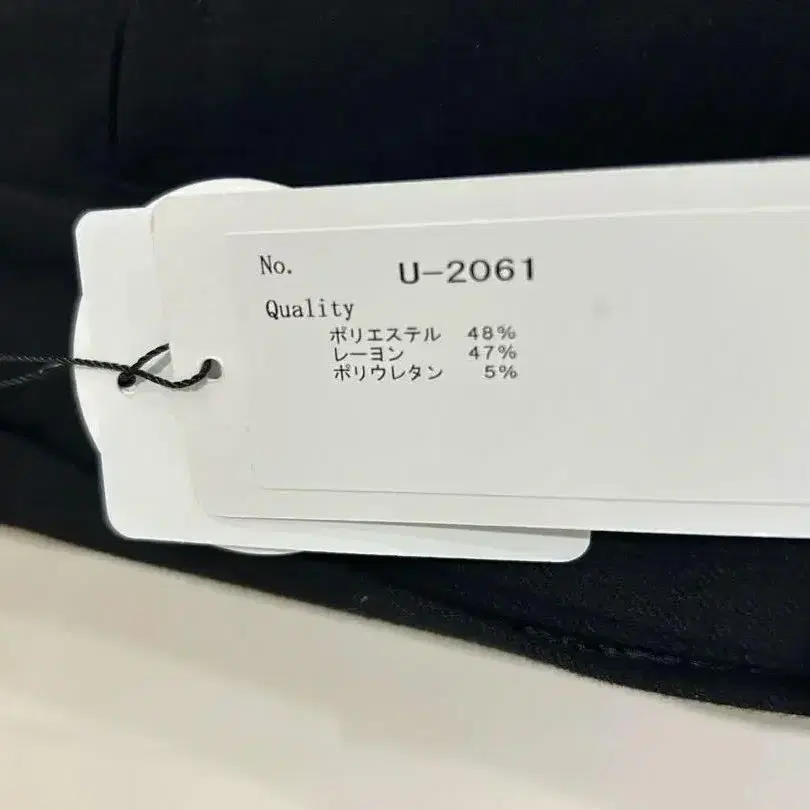 No. U-2061
Quality
ポリエステル 48%
レーヨン 47%
ポリウレタン 5%